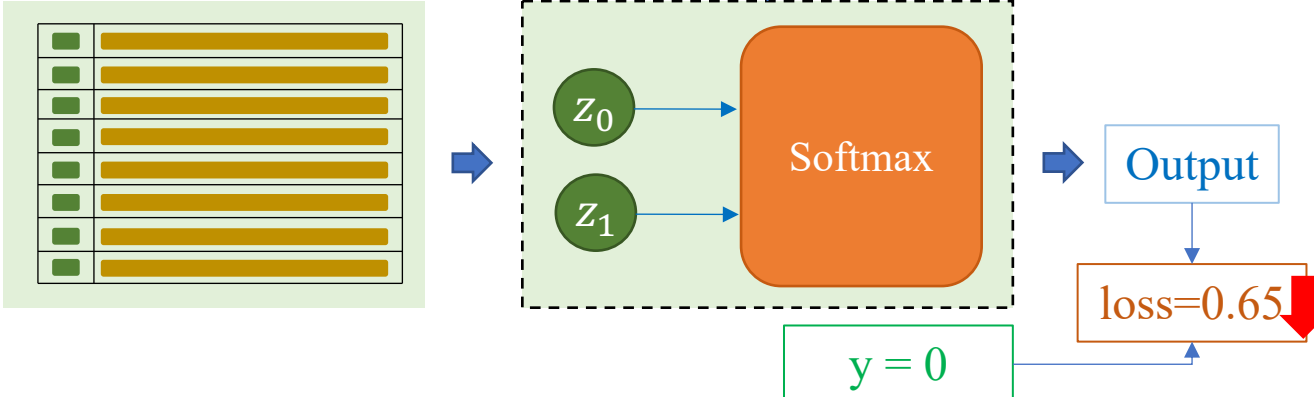 z₀
z₁
Softmax
Output
loss=0.65
y = 0